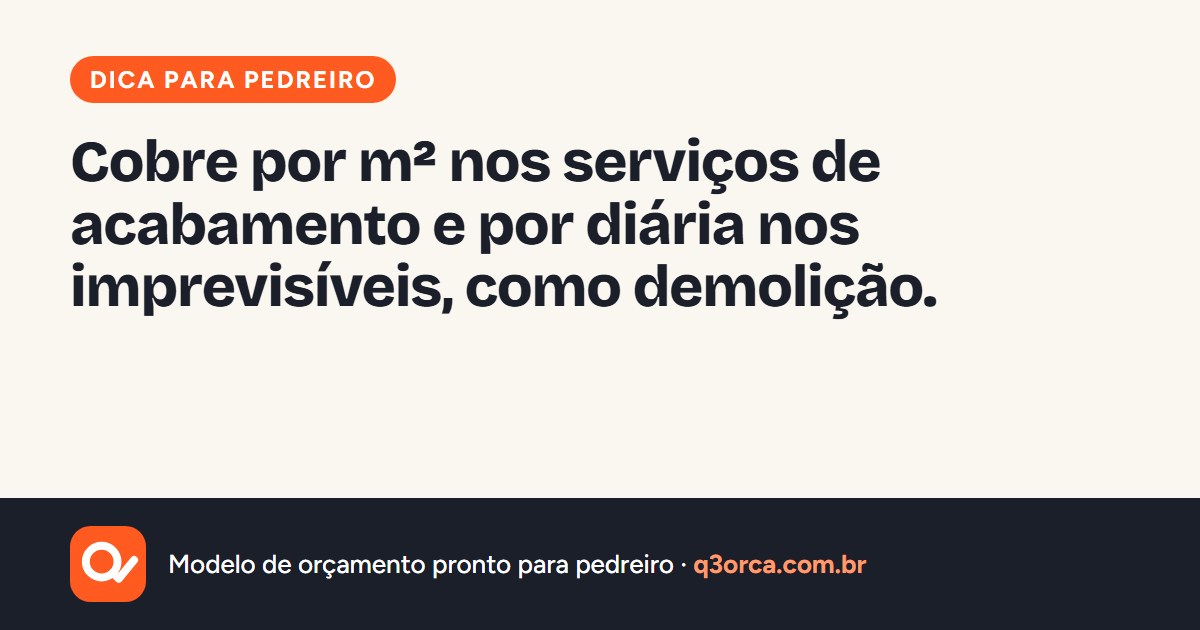 DICA PARA PEDREIRO
Cobre por m² nos serviços de
acabamento e por diária nos
imprevisíveis, como demolição.
Modelo de orçamento pronto para pedreiro · q3orca.com.br